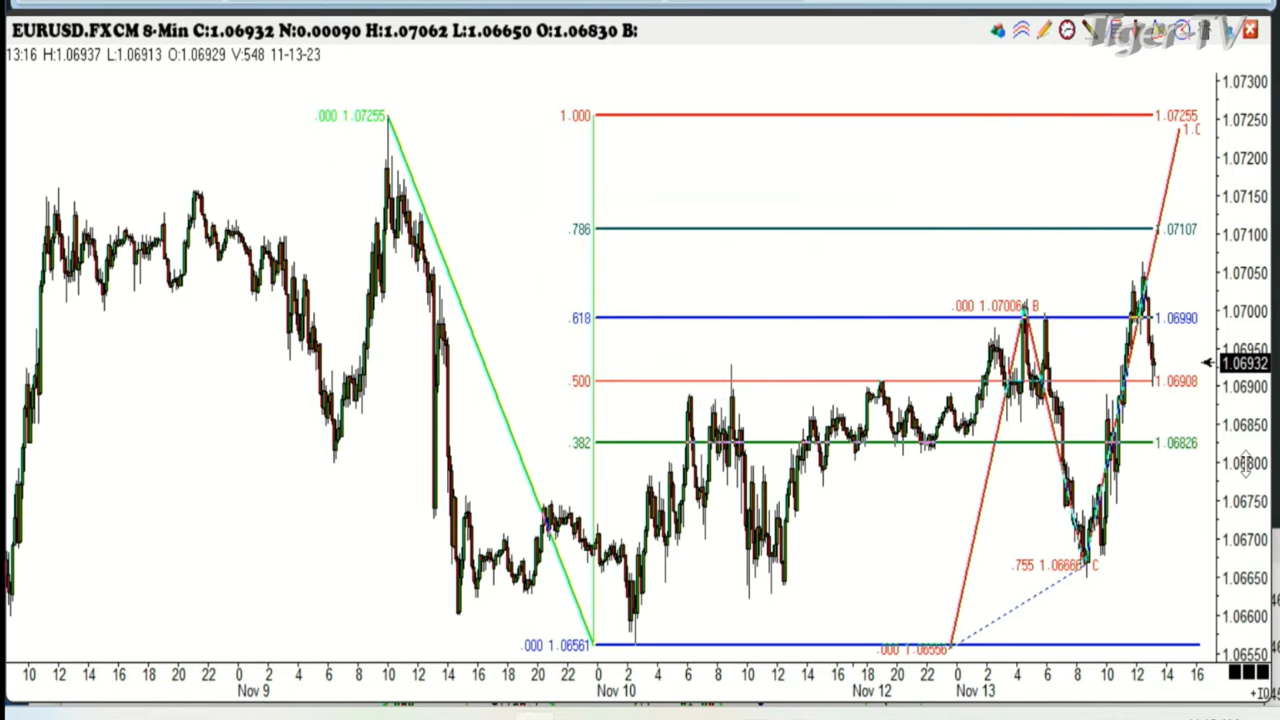 EURUSD.FXCM 8-Min C:1.06932 N:0.00090 H:1.07062 L:1.06650 O:1.06830 B:
Tiger TV
13:16 H:1.06937 L:1.06913 O:1.06929 V:548 11-13-23
1.07300
.000 1.07255 1.000 1.07255 1.07250
1.07200
1.07150
.786 1.07107 1.07100
1.07050
.000 1.07006 B 1.07000
.618 1.06990
1.06950
1.06932
.500 1.06908 1.06900
1.06850
.382 1.06826
1.06800
1.06750
1.06700
.755 1.06666 C 1.06650
1.06600
.000 1.06561 .000 1.06556 1.06550
10 12 14 16 18 20 22 0 2 4 6 8 10 12 14 16 18 20 22 0 2 4 6 8 10 12 14 16 18 20 22 0 2 4 6 8 10 12 14 16
Nov 9 Nov 10 Nov 12 Nov 13